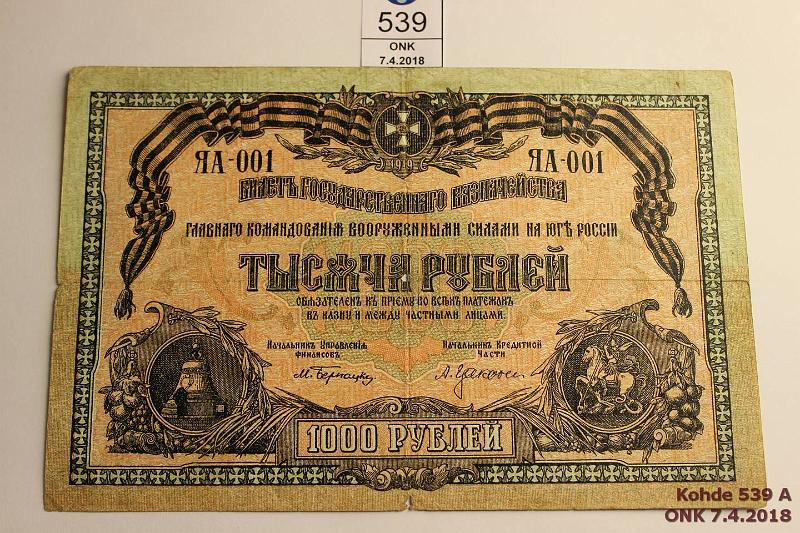 539
ONK
7.4.2018
ЯА-001 ЯА-001
1919
БИЛЕТЪ ГОСУДАРСТВЕННАГО КАЗНАЧЕЙСТВА
ГЛАВНАГО КОМАНДОВАНІЯ ВООРУЖЕННЫМИ СИЛАМИ НА ЮГѢ РОССІИ
ТЫСЯЧА РУБЛЕЙ
ОБЯЗАТЕЛЕНЪ КЪ ПРІЕМУ ПО ВСѢМЪ ПЛАТЕЖАМЪ
ВЪ КАЗНУ И МЕЖДУ ЧАСТНЫМИ ЛИЦАМИ.
НАЧАЛЬНИКЪ УПРАВЛЕНІЯ НАЧАЛЬНИКЪ КРЕДИТНОЙ
ФИНАНСОВЪ ЧАСТИ
1000 РУБЛЕЙ
Kohde 539 A
ONK 7.4.2018